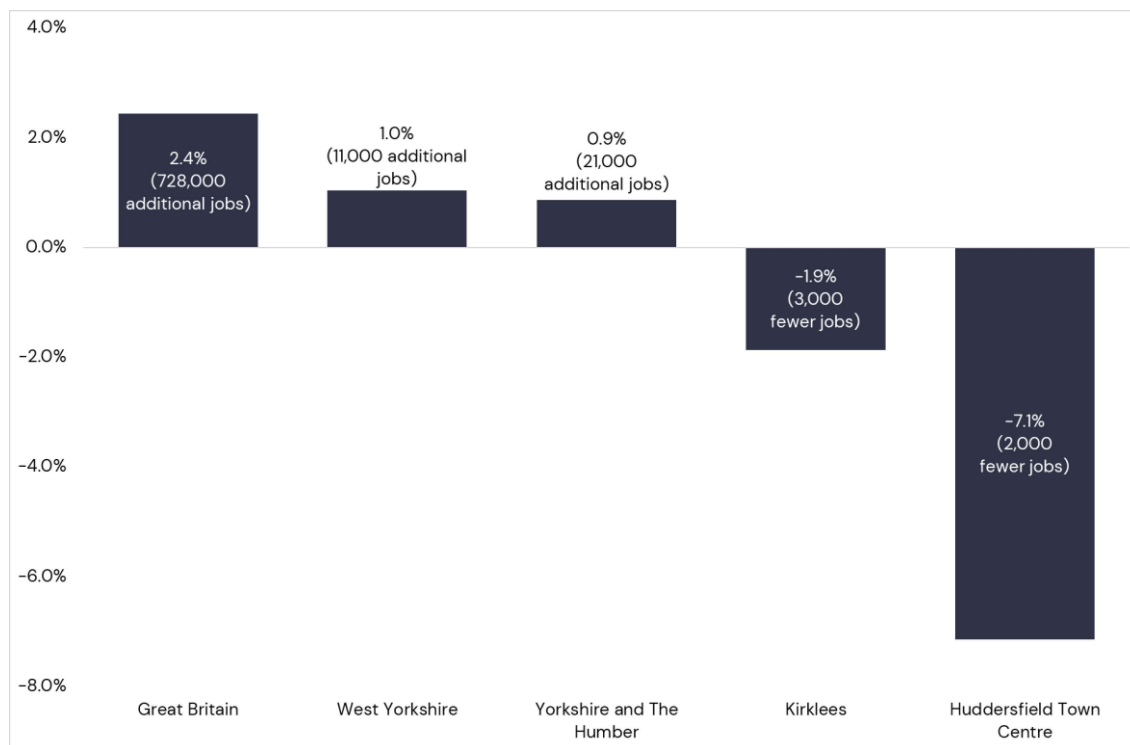 4.0%
2.0%
0.0%
-2.0%
-4.0%
-6.0%
-8.0%
2.4%
(728,000
additional jobs)
1.0%
(11,000 additional
jobs)
0.9%
(21,000
additional jobs)
-1.9%
(3,000
fewer jobs)
-7.1%
(2,000
fewer jobs)
Great Britain
West Yorkshire
Yorkshire and The
Humber
Kirklees
Huddersfield Town
Centre